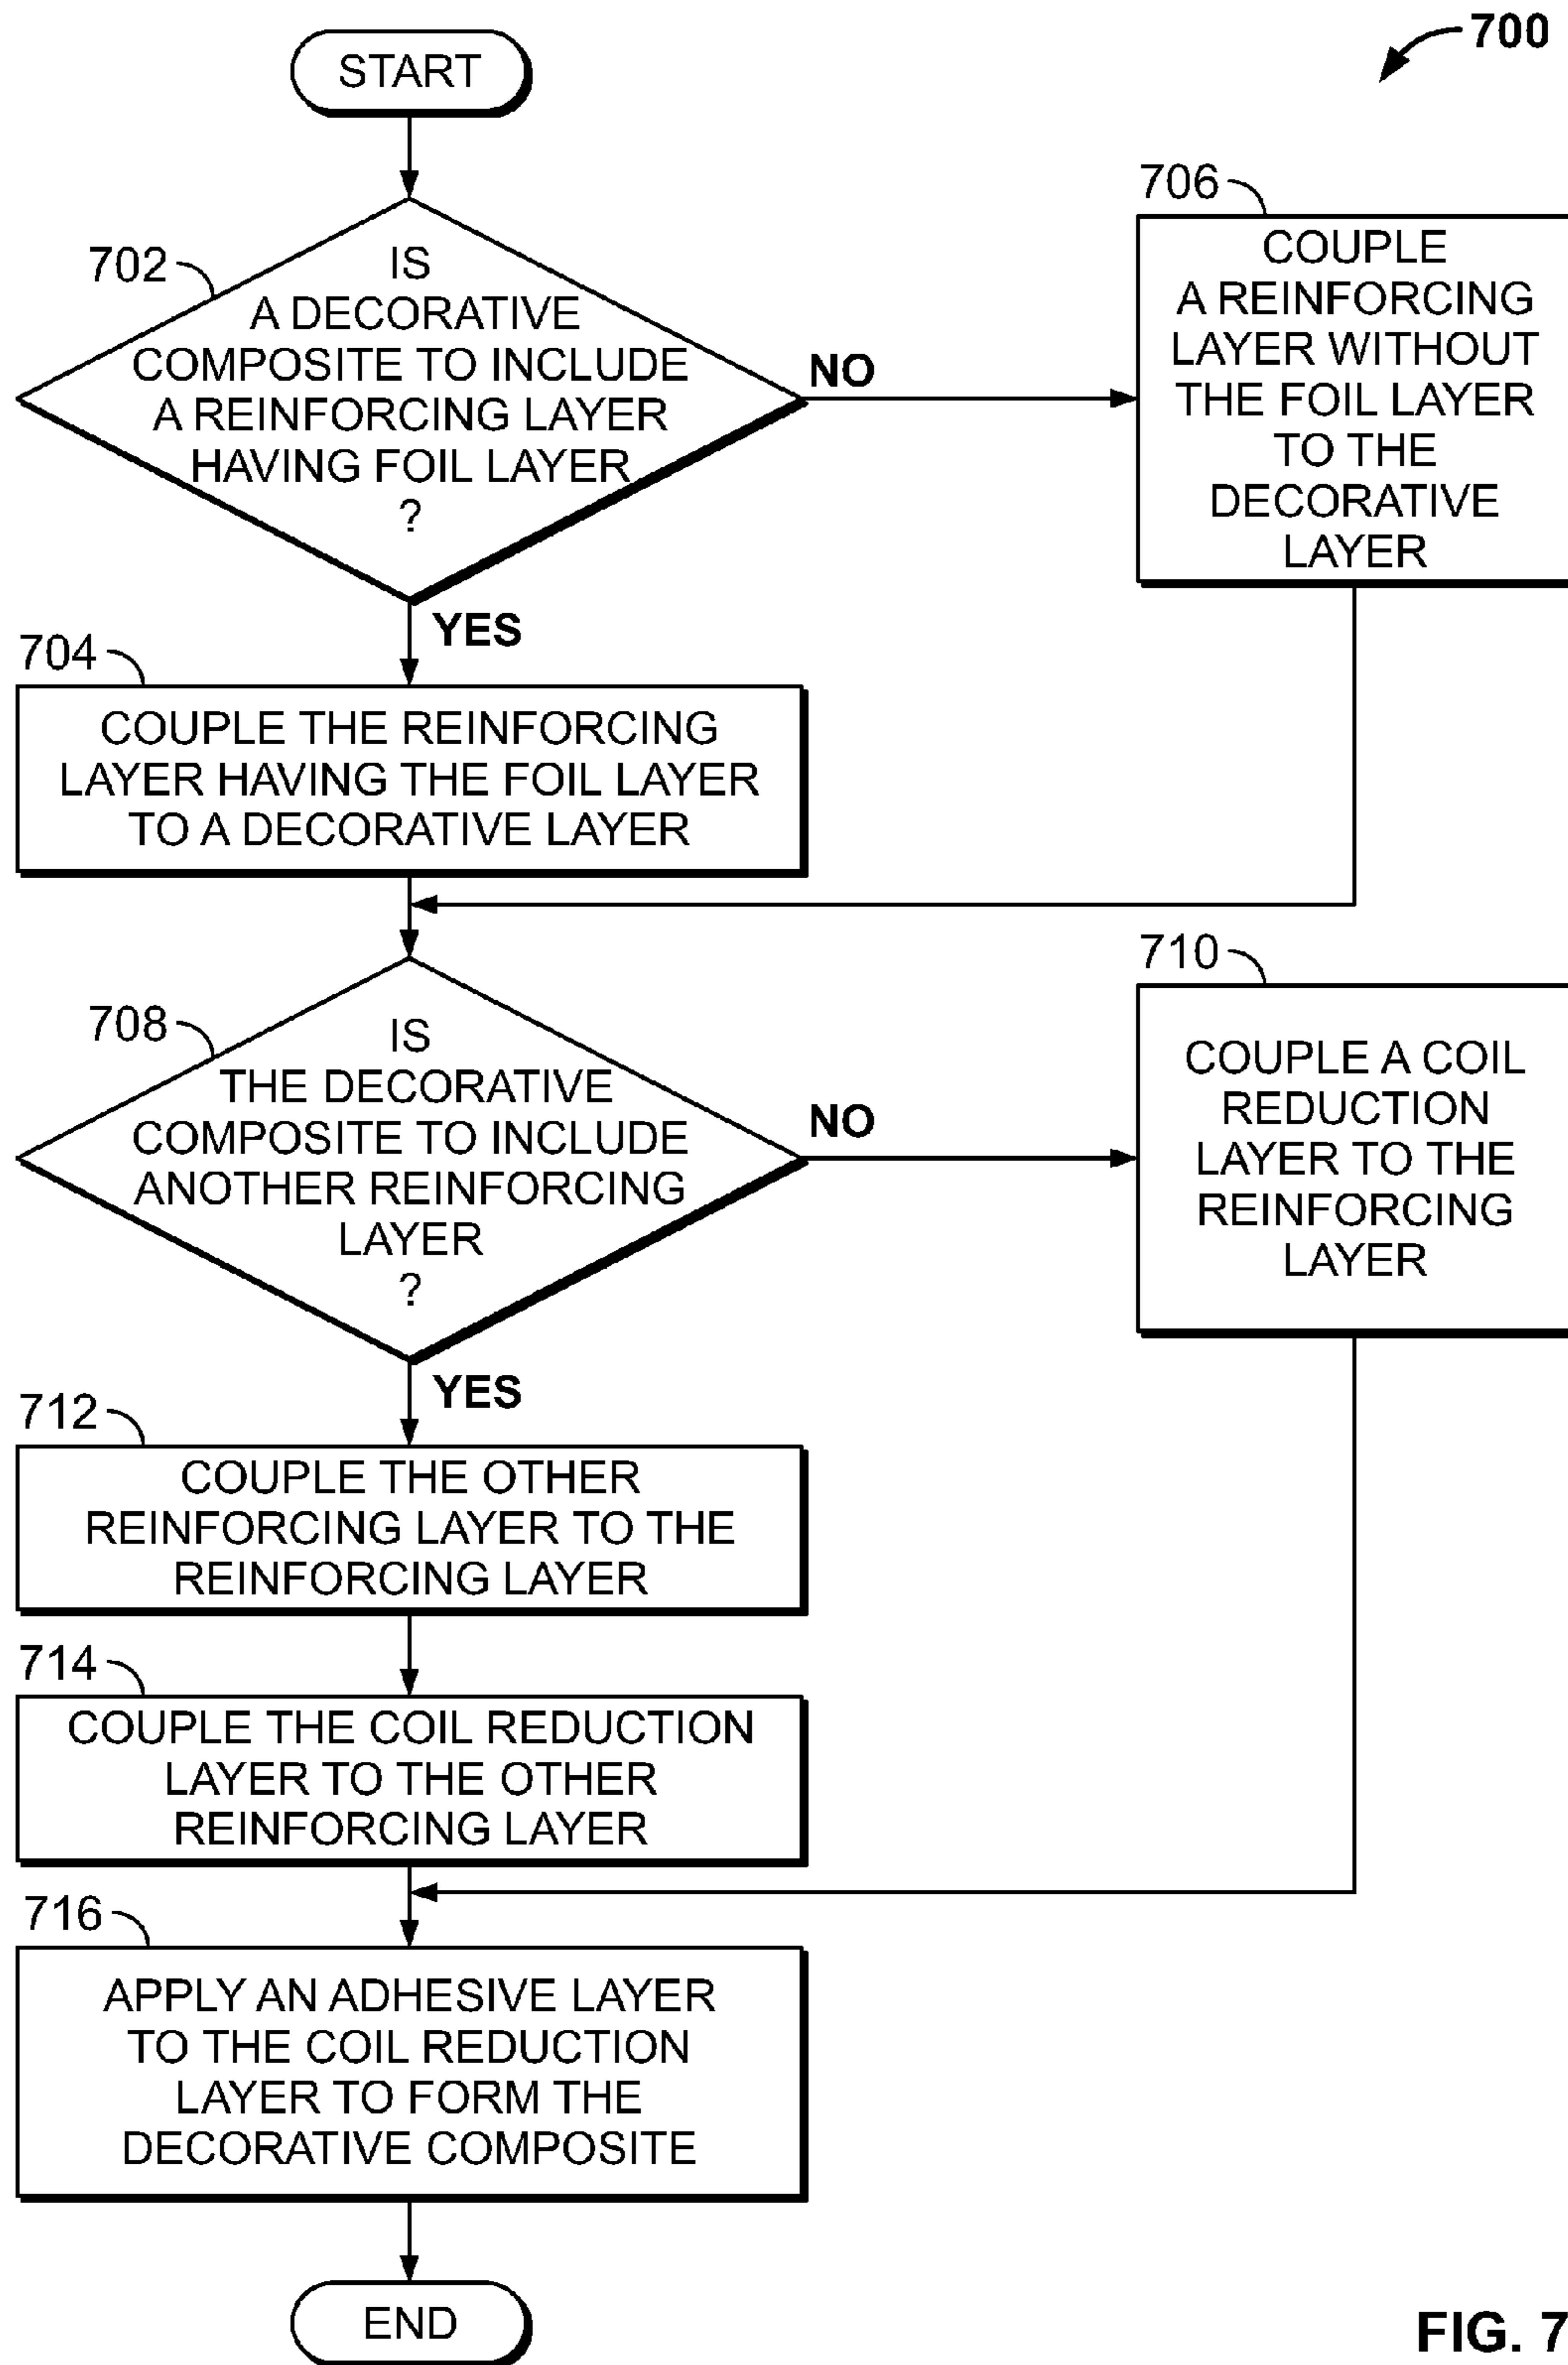 START
700
702
IS
A DECORATIVE
COMPOSITE TO INCLUDE
A REINFORCING LAYER
HAVING FOIL LAYER
?
NO
YES
706
COUPLE
A REINFORCING
LAYER WITHOUT
THE FOIL LAYER
TO THE
DECORATIVE
LAYER
704
COUPLE THE REINFORCING
LAYER HAVING THE FOIL LAYER
TO A DECORATIVE LAYER
708
IS
THE DECORATIVE
COMPOSITE TO INCLUDE
ANOTHER REINFORCING
LAYER
?
NO
YES
710
COUPLE A COIL
REDUCTION
LAYER TO THE
REINFORCING
LAYER
712
COUPLE THE OTHER
REINFORCING LAYER TO THE
REINFORCING LAYER
714
COUPLE THE COIL REDUCTION
LAYER TO THE OTHER
REINFORCING LAYER
716
APPLY AN ADHESIVE LAYER
TO THE COIL REDUCTION
LAYER TO FORM THE
DECORATIVE COMPOSITE
END
FIG. 7